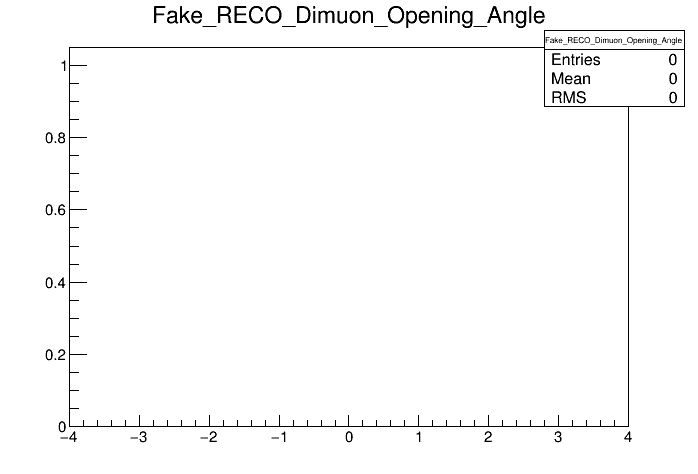 Fake_RECO_Dimuon_Opening_Angle
Fake_RECO_Dimuon_Opening_Angle
Entries 0
Mean 0
RMS 0
1
0.8
0.6
0.4
0.2
0
−4 −3 −2 −1 0 1 2 3 4